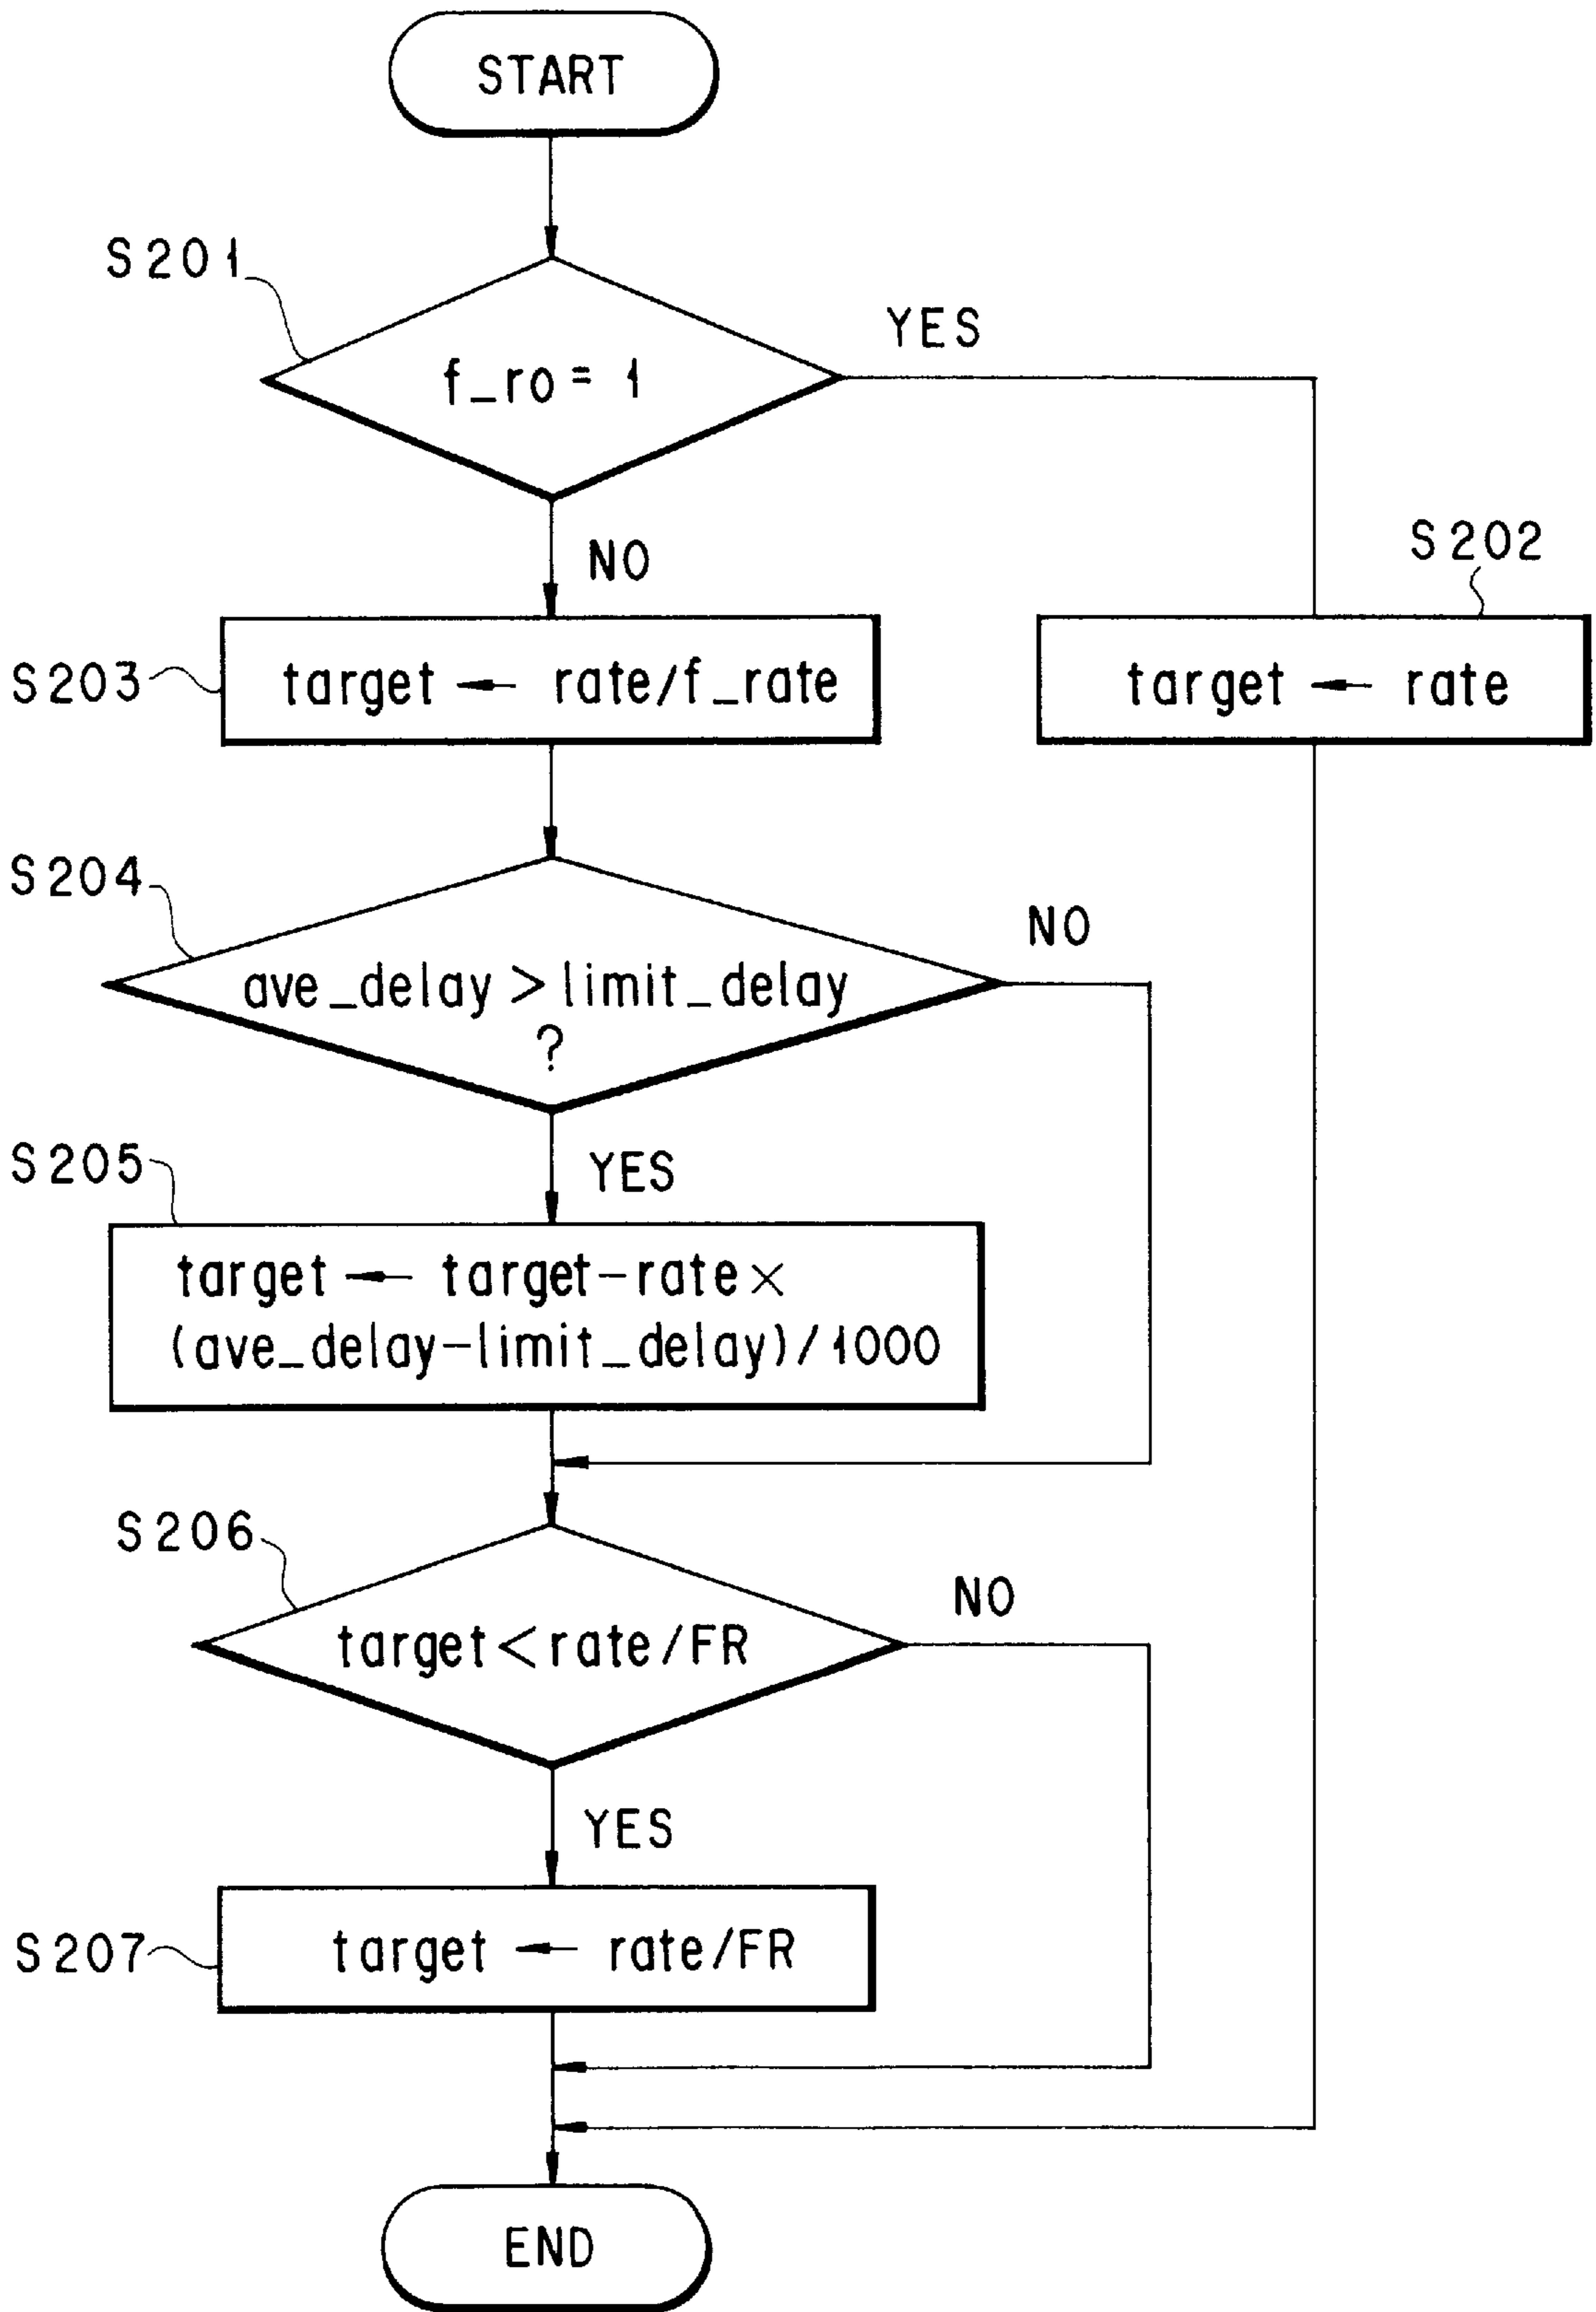 START
S201
f_ro = 1
YES
NO
S202
target ← rate
S203
target ← rate/f_rate
S204
ave_delay > limit_delay
?
NO
YES
S205
target ← target-rate ×
(ave_delay-limit_delay)/1000
S206
target < rate/FR
NO
YES
S207
target ← rate/FR
END